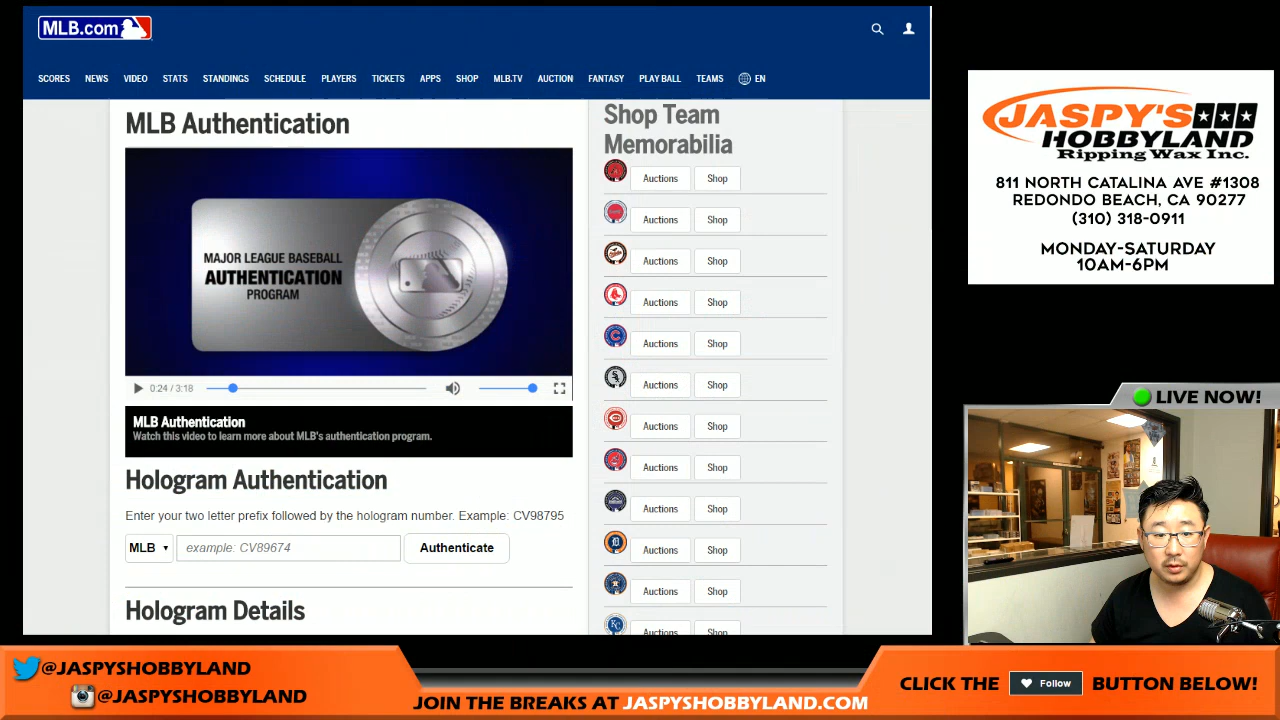 MLB.com
SCORES NEWS VIDEO STATS STANDINGS SCHEDULE PLAYERS TICKETS APPS SHOP MLB.TV AUCTION FANTASY PLAY BALL TEAMS EN
MLB Authentication
MAJOR LEAGUE BASEBALL
AUTHENTICATION
PROGRAM
0:24 / 3:18
MLB Authentication
Watch this video to learn more about MLB's authentication program.
Hologram Authentication
Enter your two letter prefix followed by the hologram number. Example: CV98795
MLB example: CV89674 Authenticate
Hologram Details
Shop Team
Memorabilia
Auctions Shop
Auctions Shop
Auctions Shop
Auctions Shop
Auctions Shop
Auctions Shop
Auctions Shop
Auctions Shop
Auctions Shop
Auctions Shop
Auctions Shop
Auctions Shop
JASPY'S
HOBBYLAND
Ripping Wax Inc.
811 NORTH CATALINA AVE #1308
REDONDO BEACH, CA 90277
(310) 318-0911
MONDAY-SATURDAY
10AM-6PM
LIVE NOW!
@JASPYSHOBBYLAND
@JASPYSHOBBYLAND
JOIN THE BREAKS AT JASPYSHOBBYLAND.COM
CLICK THE Follow BUTTON BELOW!